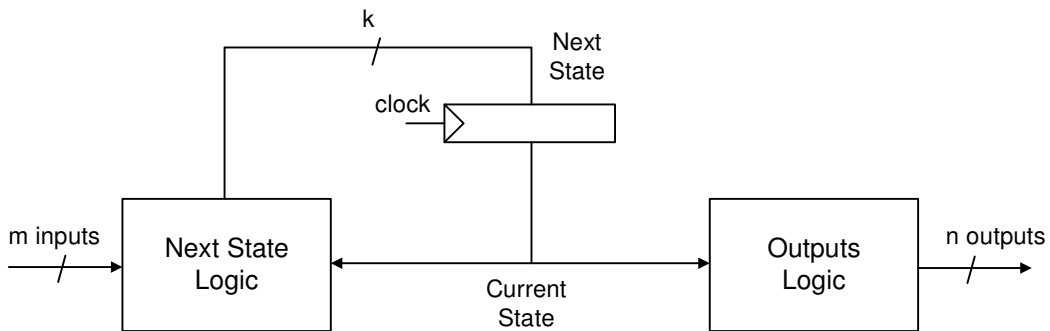 k
Next
State
clock
m inputs
Next State
Logic
Current
State
Outputs
Logic
n outputs